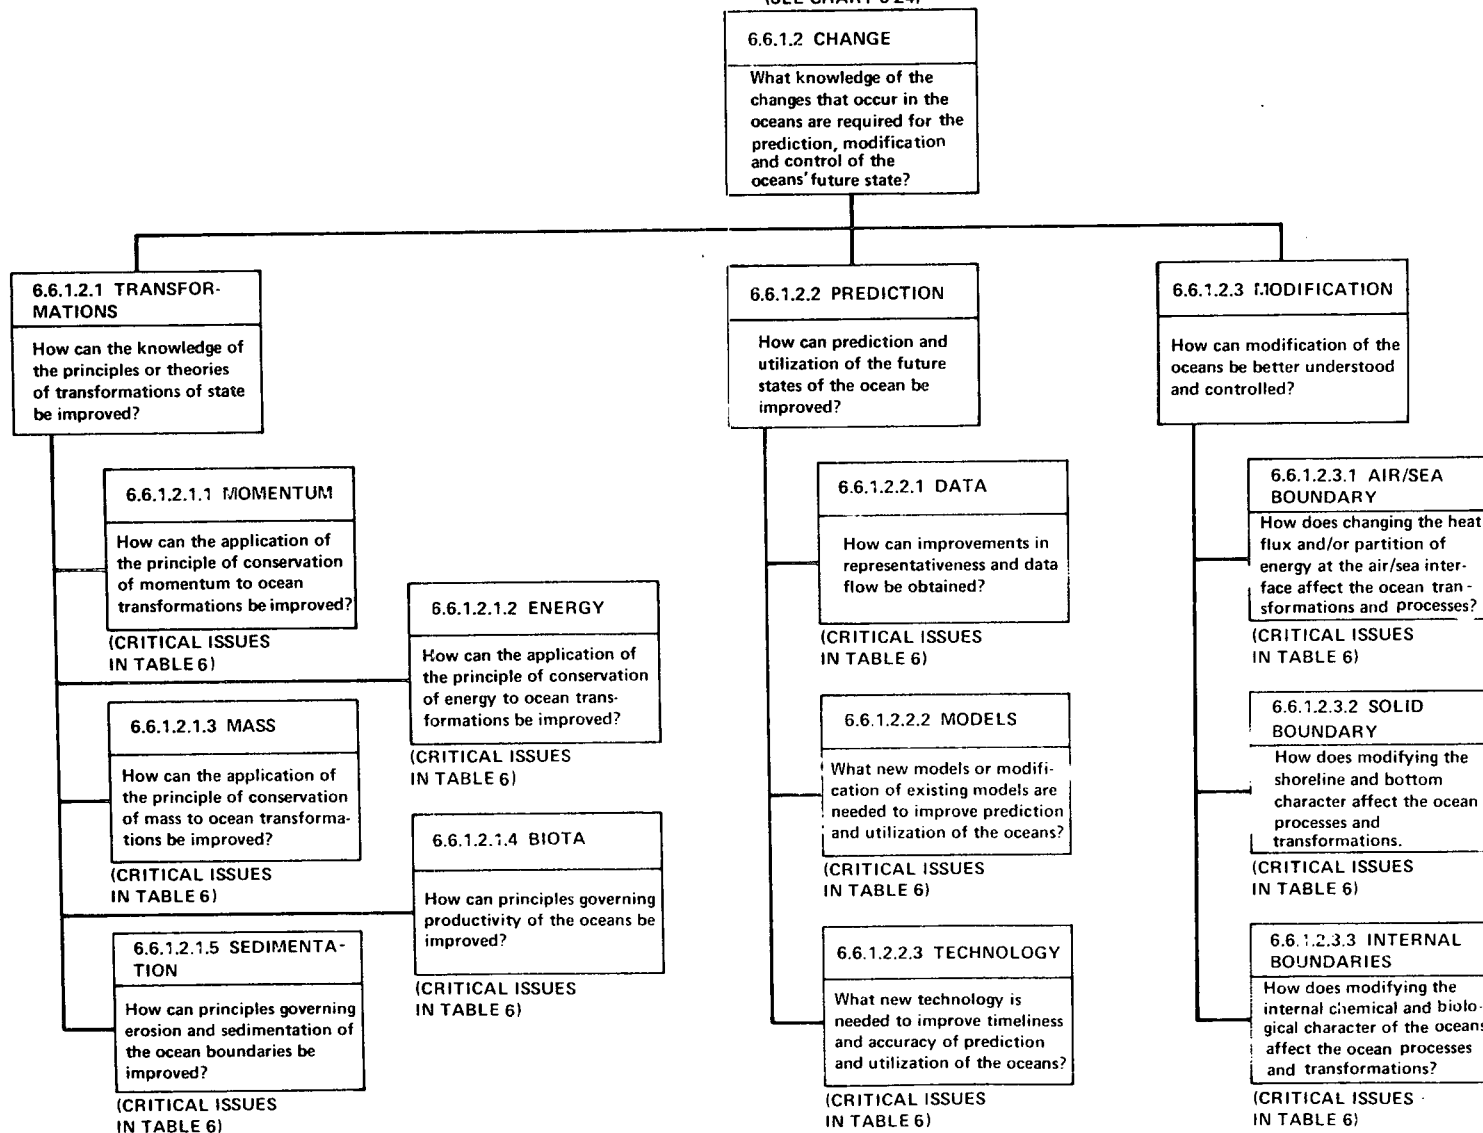 (SEE CHART 6-24)
6.6.1.2 CHANGE
What knowledge of the
changes that occur in the
oceans are required for the
prediction, modification
and control of the
oceans' future state?
6.6.1.2.1 TRANSFOR-
MATIONS
How can the knowledge of
the principles or theories
of transformations of state
be improved?
6.6.1.2.1.1 MOMENTUM
How can the application of
the principle of conservation
of momentum to ocean
transformations be improved?
(CRITICAL ISSUES
IN TABLE 6)
6.6.1.2.1.2 ENERGY
How can the application of
the principle of conservation
of energy to ocean trans-
formations be improved?
(CRITICAL ISSUES
IN TABLE 6)
6.6.1.2.1.3 MASS
How can the application of
the principle of conservation
of mass to ocean transforma-
tions be improved?
(CRITICAL ISSUES
IN TABLE 6)
6.6.1.2.1.4 BIOTA
How can principles governing
productivity of the oceans be
improved?
(CRITICAL ISSUES
IN TABLE 6)
6.6.1.2.1.5 SEDIMENTA-
TION
How can principles governing
erosion and sedimentation of
the ocean boundaries be
improved?
(CRITICAL ISSUES
IN TABLE 6)
6.6.1.2.2 PREDICTION
How can prediction and
utilization of the future
states of the ocean be
improved?
6.6.1.2.2.1 DATA
How can improvements in
representativeness and data
flow be obtained?
(CRITICAL ISSUES
IN TABLE 6)
6.6.1.2.2.2 MODELS
What new models or modifi-
cation of existing models are
needed to improve prediction
and utilization of the oceans?
(CRITICAL ISSUES
IN TABLE 6)
6.6.1.2.2.3 TECHNOLOGY
What new technology is
needed to improve timeliness
and accuracy of prediction
and utilization of the oceans?
(CRITICAL ISSUES
IN TABLE 6)
6.6.1.2.3 MODIFICATION
How can modification of the
oceans be better understood
and controlled?
6.6.1.2.3.1 AIR/SEA
BOUNDARY
How does changing the heat
flux and/or partition of
energy at the air/sea inter-
face affect the ocean tran-
sformations and processes?
(CRITICAL ISSUES
IN TABLE 6)
6.6.1.2.3.2 SOLID
BOUNDARY
How does modifying the
shoreline and bottom
character affect the ocean
processes and
transformations.
(CRITICAL ISSUES
IN TABLE 6)
6.6.1.2.3.3 INTERNAL
BOUNDARIES
How does modifying the
internal chemical and biolo-
gical character of the oceans
affect the ocean processes
and transformations?
(CRITICAL ISSUES
IN TABLE 6)